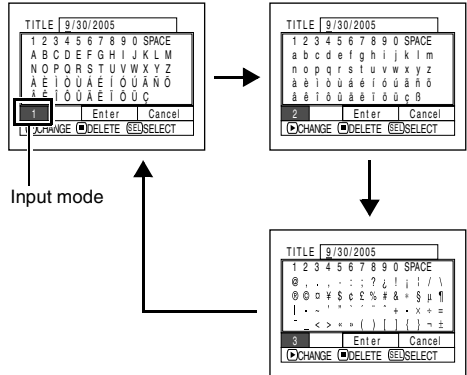 TITLE 9/30/2005
1 2 3 4 5 6 7 8 9 0 SPACE
A B C D E F G H I J K L M
N O P Q R S T U V W X Y Z
À È Ì Ò Ù Á É Í Ó Ú Ã Ñ Õ
Â Ê Î Ô Û Ä Ë Ï Ö Ü Ç
1 Enter Cancel
CHANGE DELETE SEL SELECT
Input mode
TITLE 9/30/2005
1 2 3 4 5 6 7 8 9 0 SPACE
a b c d e f g h i j k l m
n o p q r s t u v w x y z
à è ì ò ù á é í ó ú ã ñ õ
â ê î ô û ä ë ï ö ü ç ß
2 Enter Cancel
CHANGE DELETE SEL SELECT
TITLE 9/30/2005
1 2 3 4 5 6 7 8 9 0 SPACE
@ . , . · : ; ? ¿ ! ¡ / \
® © ¤ ¥ $ ¢ £ % # & * § µ ¶
+ - × ÷ =
_ < > « » ( ) [ ] { } ¬ ±
3 Enter Cancel
CHANGE DELETE SEL SELECT